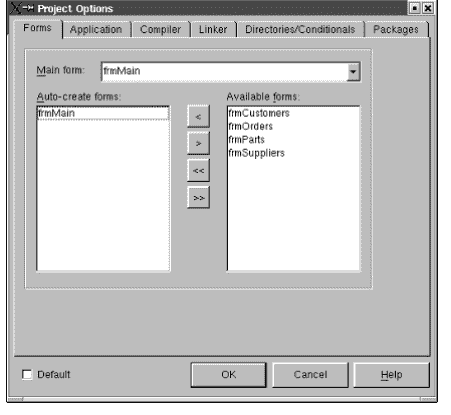 Project Options
Forms Application Compiler Linker Directories/Conditionals Packages
Main form: frmMain
Auto-create forms: Available forms:
frmMain
frmCustomers
frmOrders
frmParts
frmSuppliers
<
>
<<
>>
Default OK Cancel Help